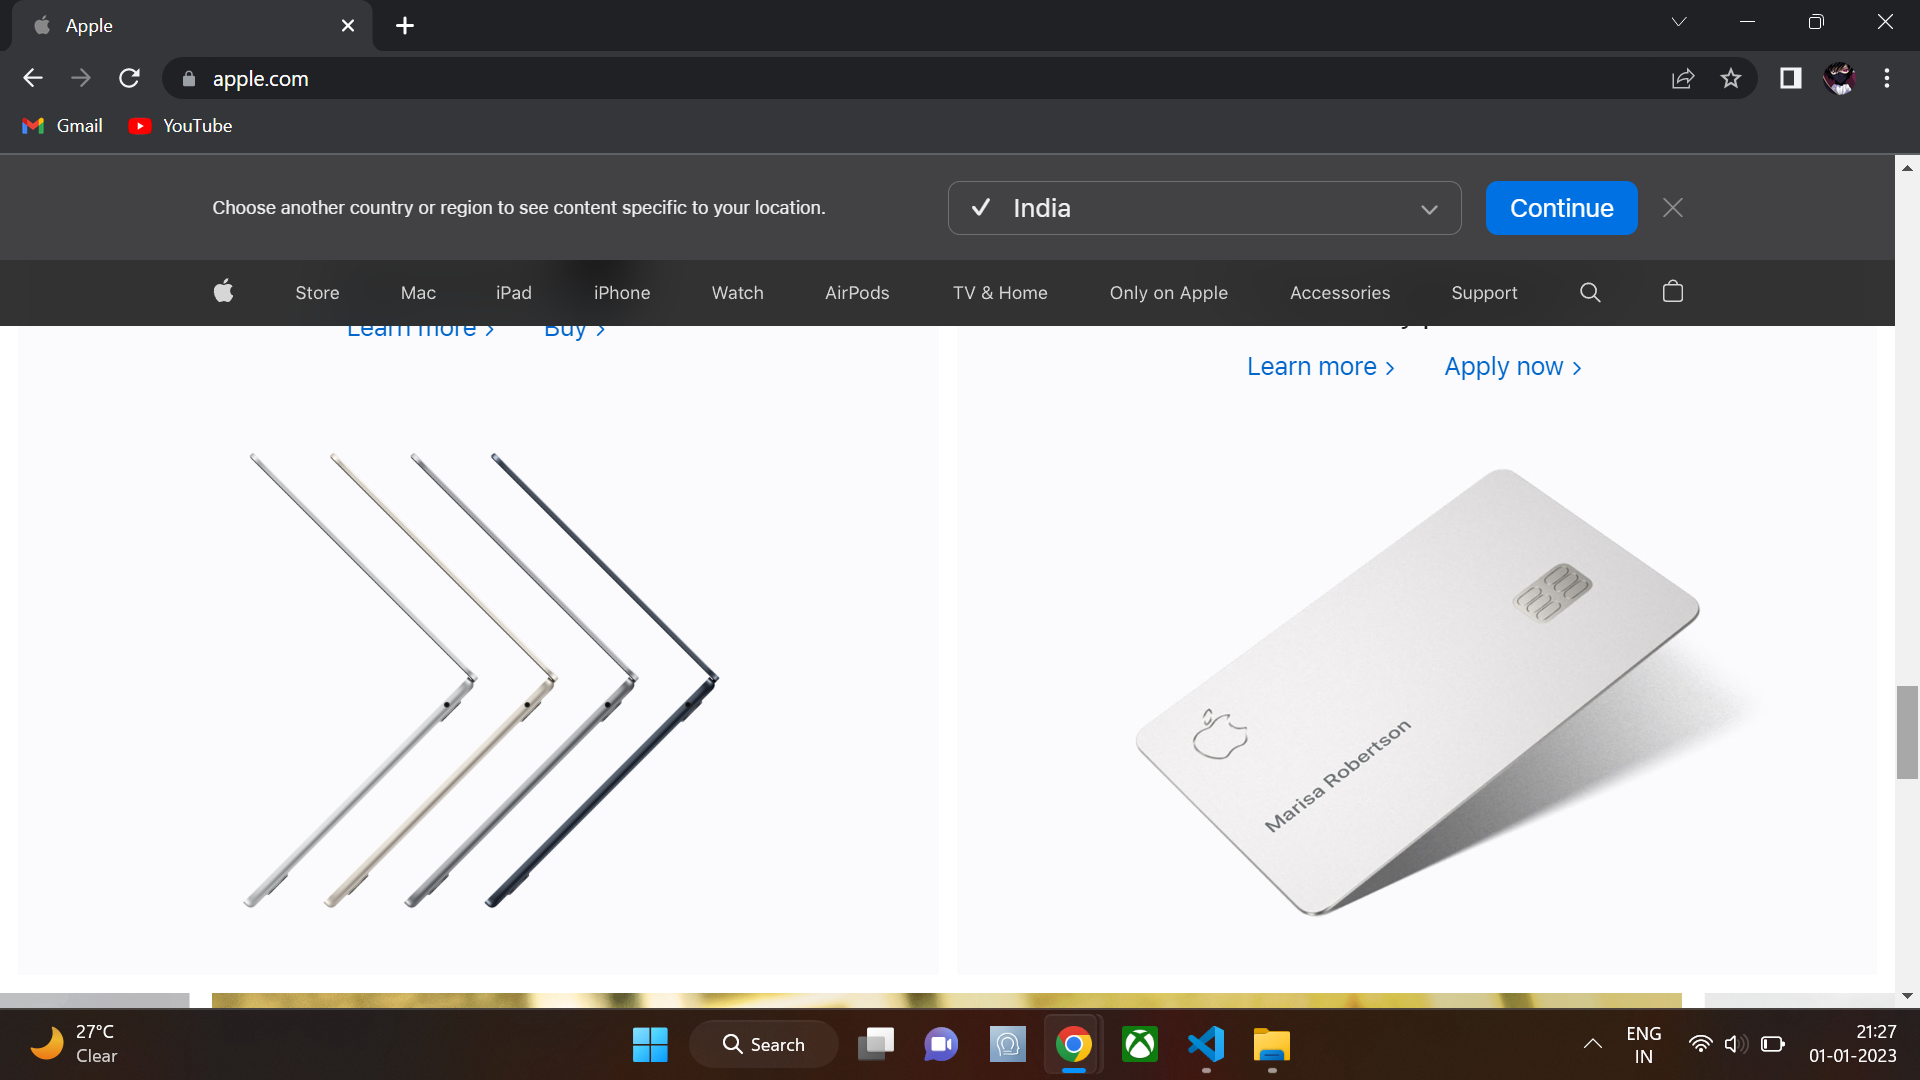 Apple
apple.com
Gmail
YouTube
Choose another country or region to see content specific to your location.
India
Continue
Store
Mac
iPad
iPhone
Watch
AirPods
TV & Home
Only on Apple
Accessories
Support
Learn more >
Buy >
Learn more >
Apply now >
Marisa Robertson
27°C
Clear
Search
ENG
IN
21:27
01-01-2023